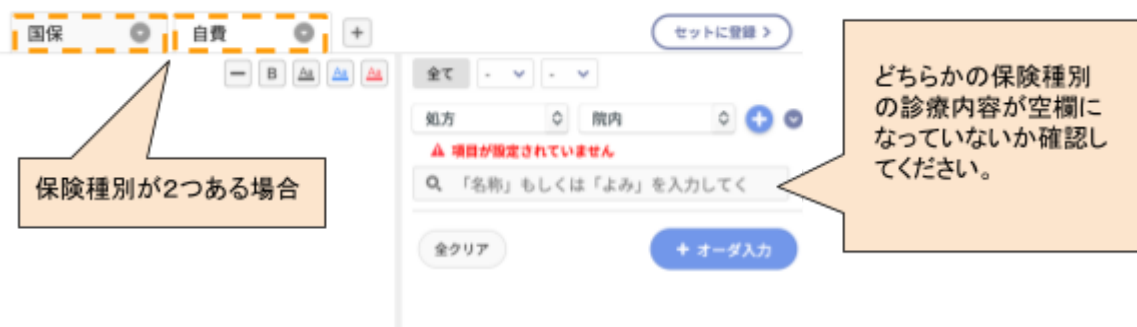 国保
自費
+
セットに登録 >
B
Aa
Aa
Aa
全て
-
-
処方
院内
項目が設定されていません
「名称」もしくは「よみ」を入力してく
全クリア
+ オーダ入力
保険種別が2つある場合
どちらかの保険種別
の診療内容が空欄に
なっていないか確認し
てください。